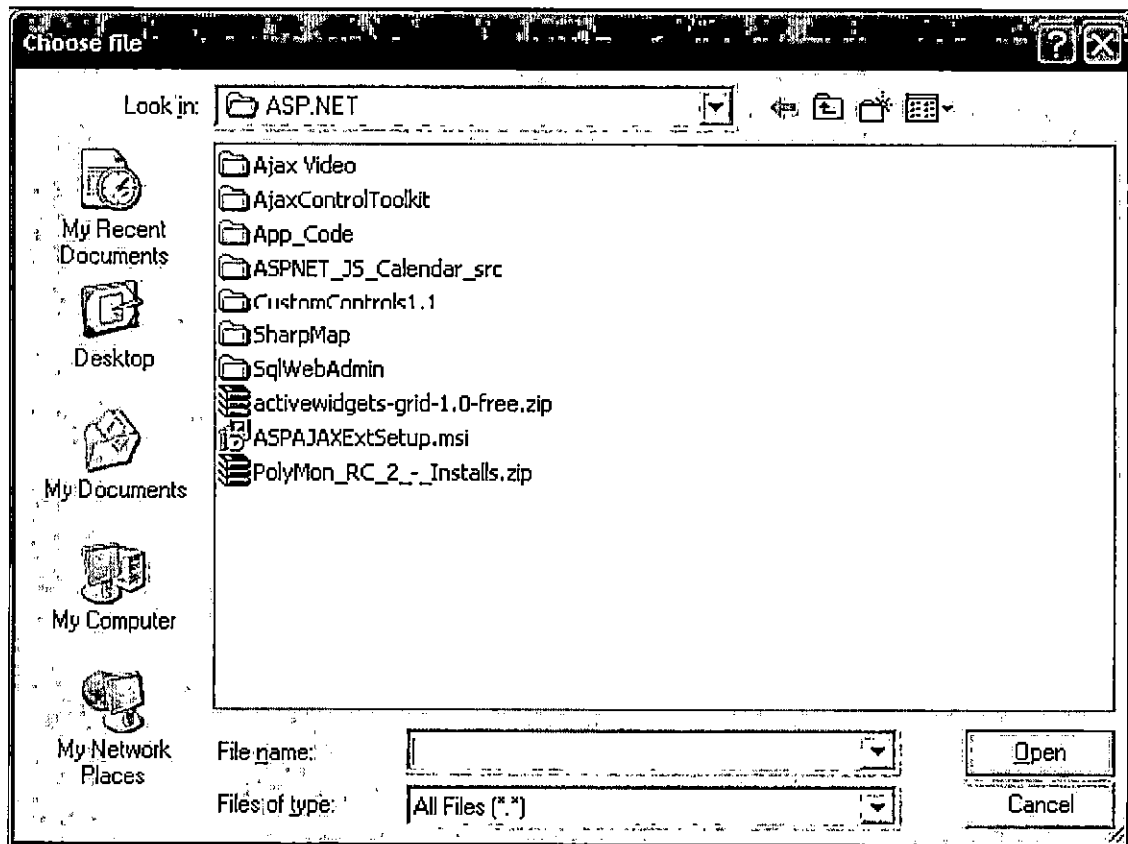 Choose file
Look in: ASP.NET
My Recent
Documents
Desktop
My Documents
My Computer
My Network
Places
Ajax Video
AjaxControlToolkit
App_Code
ASPNET_JS_Calendar_src
CustomControls1.1
SharpMap
SqlWebAdmin
activewidgets-grid-1.0-free.zip
ASPAJAXExtSetup.msi
PolyMon_RC_2_-_Installs.zip
File name:
Open
Files of type: All Files (*.*)
Cancel